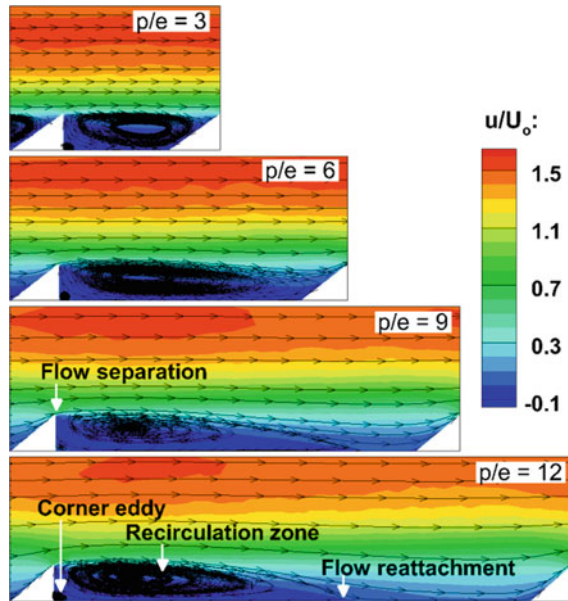 p/e = 3
u/U₀:
p/e = 6
1.5
1.1
0.7
0.3
-0.1
p/e = 9
Flow separation
p/e = 12
Corner eddy
Recirculation zone
Flow reattachment